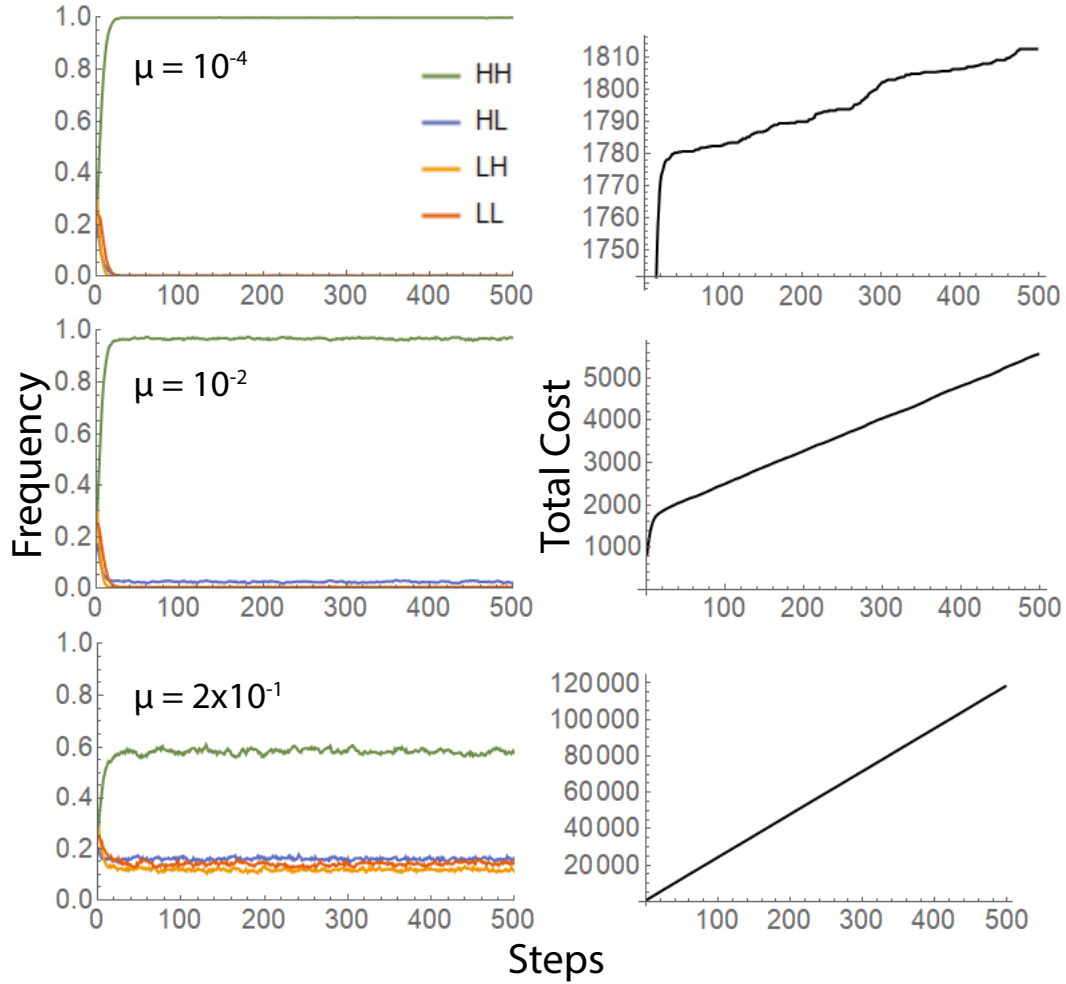 1.0
0.8
0.6
0.4
0.2
0.0
0 100 200 300 400 500
μ = 10-4
HH
HL
LH
LL
1810
1800
1790
1780
1770
1760
1750
100 200 300 400 500
1.0
0.8
0.6
0.4
0.2
0.0
0 100 200 300 400 500
μ = 10-2
Frequency
5000
4000
3000
2000
1000
100 200 300 400 500
Total Cost
1.0
0.8
0.6
0.4
0.2
0.0
0 100 200 300 400 500
μ = 2x10-1
120 000
100 000
80 000
60 000
40 000
20 000
100 200 300 400 500
Steps